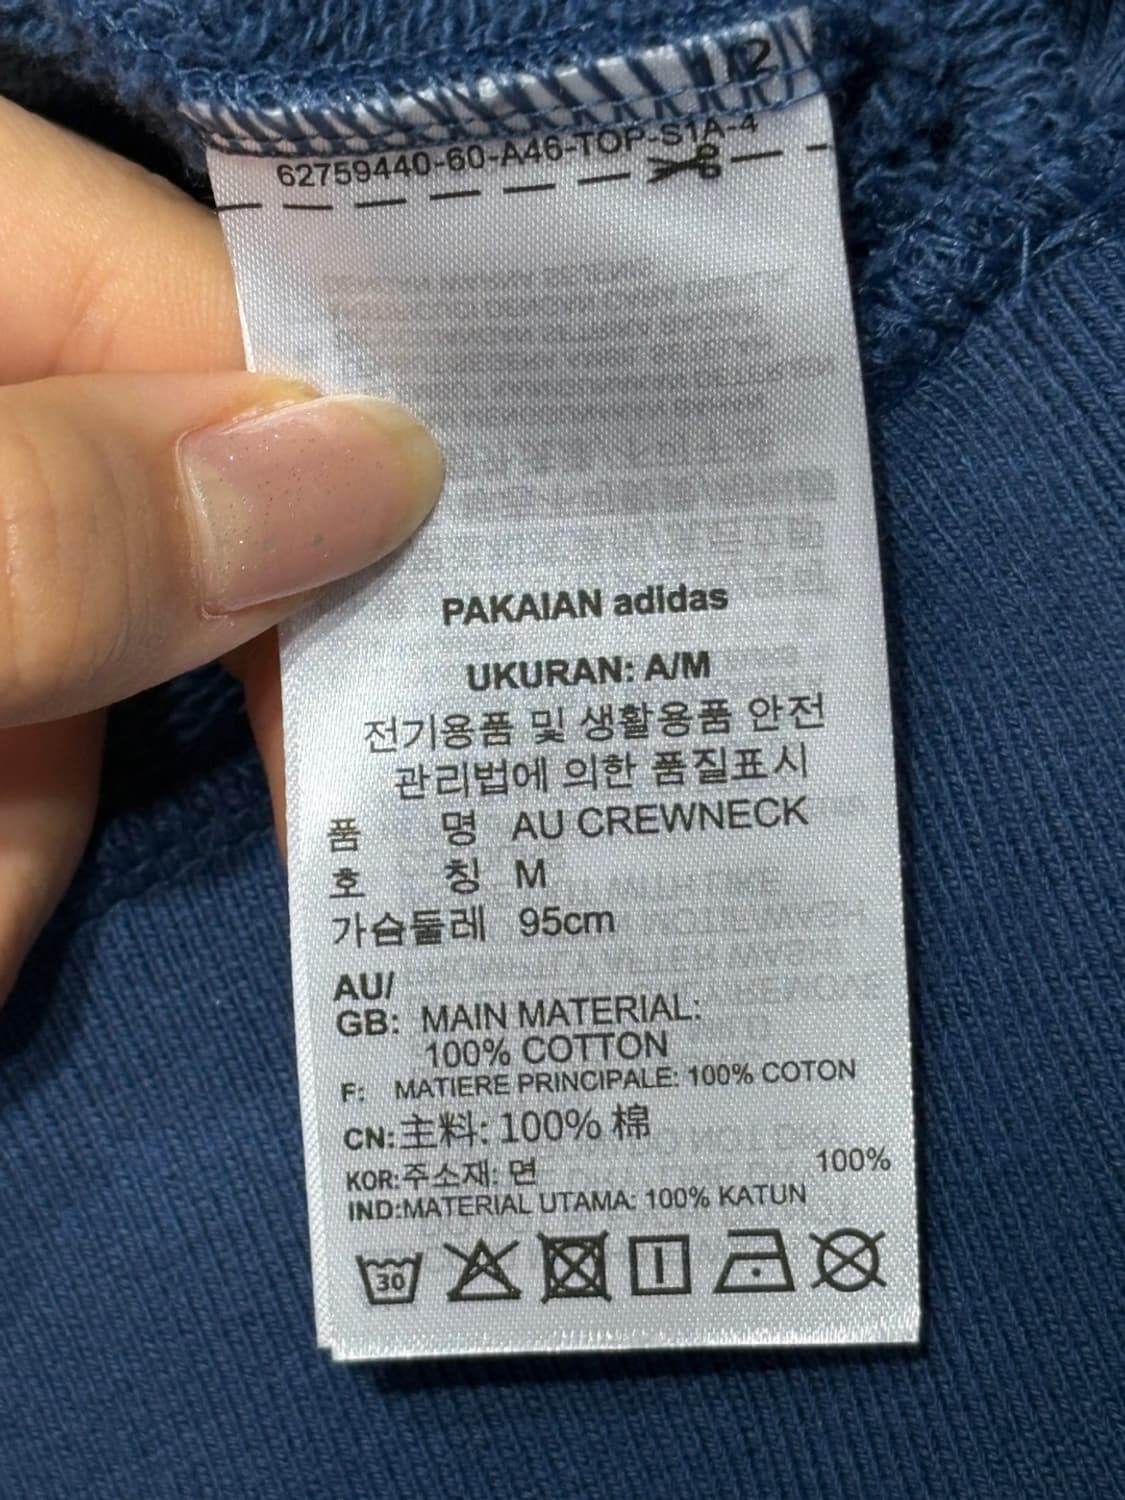 2
62759440-60-A46-TOP-S1A-4
PAKAIAN adidas
UKURAN: A/M
전기용품 및 생활용품 안전
관리법에 의한 품질표시
품 명 AU CREWNECK
호 칭 M
가슴둘레 95cm
AU/
GB: MAIN MATERIAL:
100% COTTON
F: MATIERE PRINCIPALE: 100% COTON
CN: 主料: 100% 棉
KOR: 주소재: 면 100%
IND: MATERIAL UTAMA: 100% KATUN
30